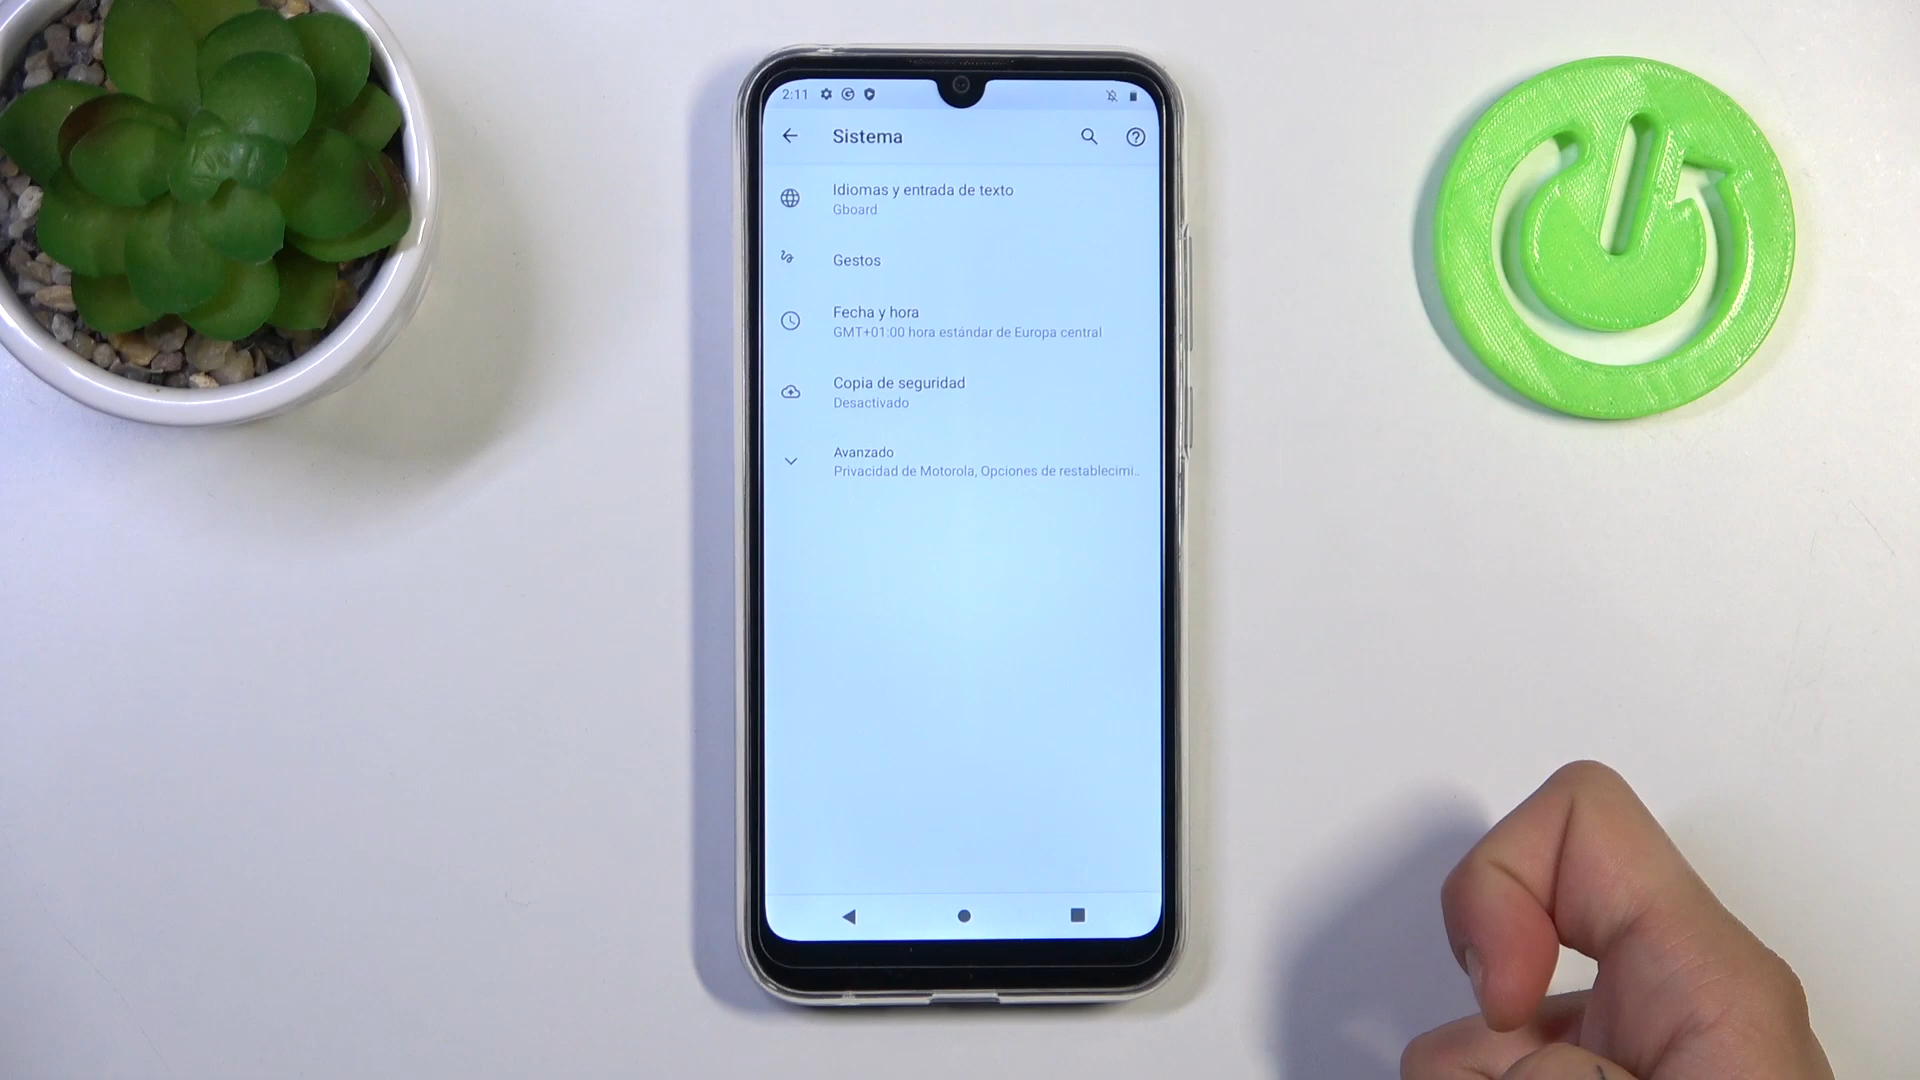 2:11
Sistema
Idiomas y entrada de texto
Gboard
Gestos
Fecha y hora
GMT+01:00 hora estándar de Europa central
Copia de seguridad
Desactivado
Avanzado
Privacidad de Motorola, Opciones de restablecimi..